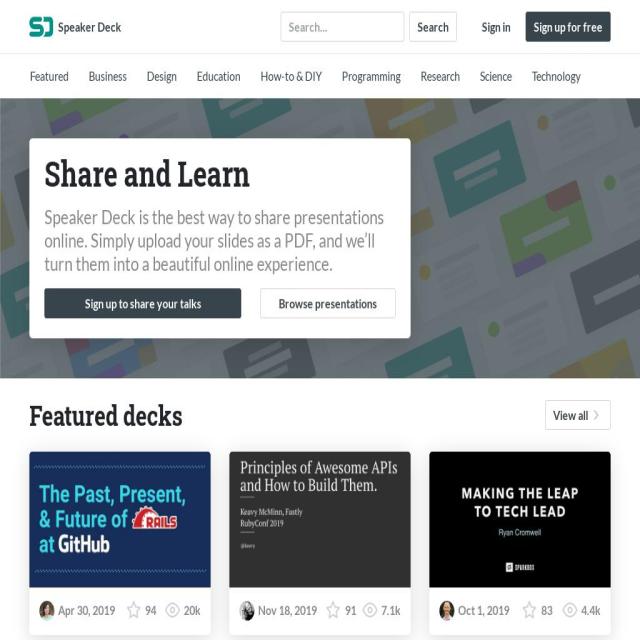 Speaker Deck
Search...
Search
Sign in
Sign up for free
Featured
Business
Design
Education
How-to & DIY
Programming
Research
Science
Technology
Share and Learn
Speaker Deck is the best way to share presentations
online. Simply upload your slides as a PDF, and we'll
turn them into a beautiful online experience.
Sign up to share your talks
Browse presentations
Featured decks
View all
The Past, Present,
& Future of RAILS
at GitHub
Apr 30, 2019 94 20k
Principles of Awesome APIs
and How to Build Them.
Keavy McMinn, Fastly
RubyConf 2019
@keavy
Nov 18, 2019 91 7.1k
MAKING THE LEAP
TO TECH LEAD
Ryan Cromwell
SPARKBOX
Oct 1, 2019 83 4.4k